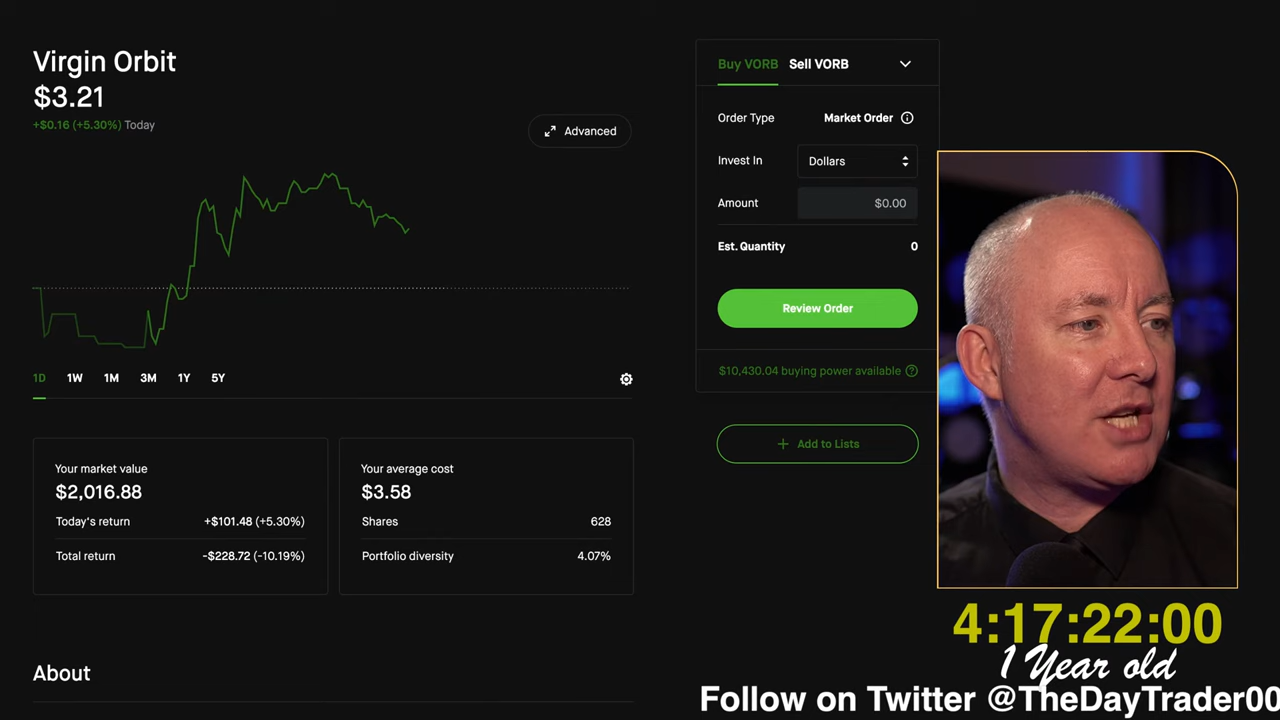 Virgin Orbit
$3.21
+$0.16 (+5.30%) Today
Advanced
1D 1W 1M 3M 1Y 5Y
Your market value
$2,016.88
Today's return +$101.48 (+5.30%)
Total return -$228.72 (-10.19%)
Your average cost
$3.58
Shares 628
Portfolio diversity 4.07%
About
Buy VORB Sell VORB
Order Type Market Order
Invest In Dollars
Amount $0.00
Est. Quantity 0
Review Order
$10,430.04 buying power available
+ Add to Lists
4:17:22:00
1 Year old
Follow on Twitter @TheDayTrader00